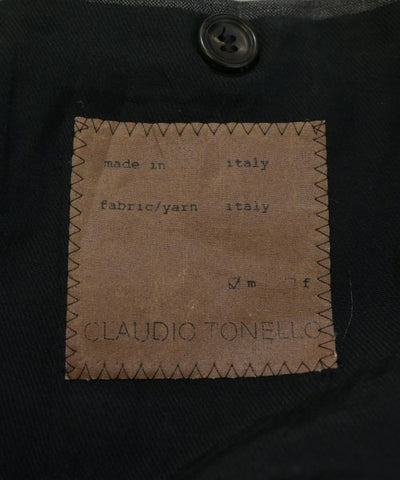 made in italy
fabric/yarn italy
☑ m ☐ f
CLAUDIO TONELLO